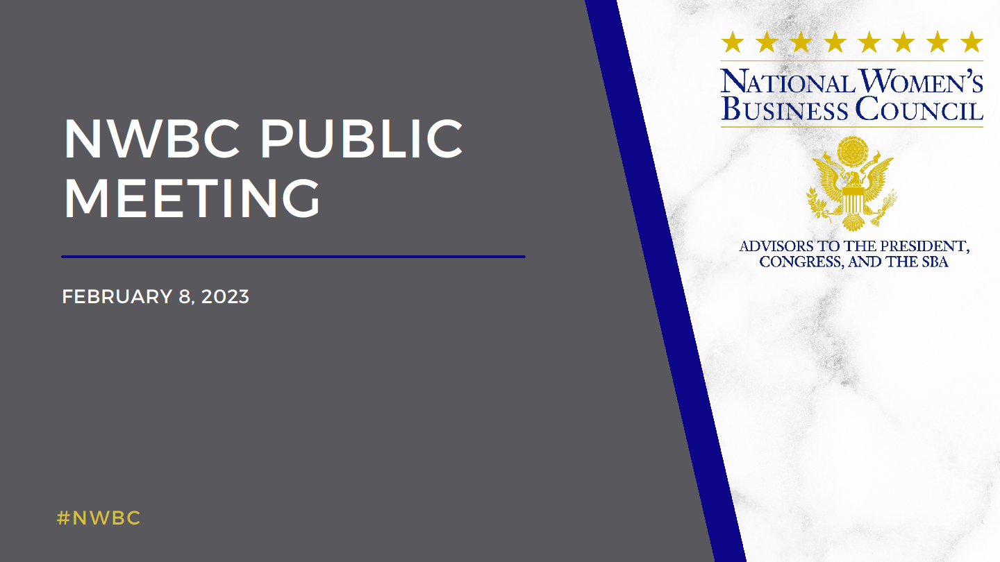 NWBC PUBLIC
MEETING
FEBRUARY 8, 2023
#NWBC
NATIONAL WOMEN'S
BUSINESS COUNCIL
ADVISORS TO THE PRESIDENT,
CONGRESS, AND THE SBA